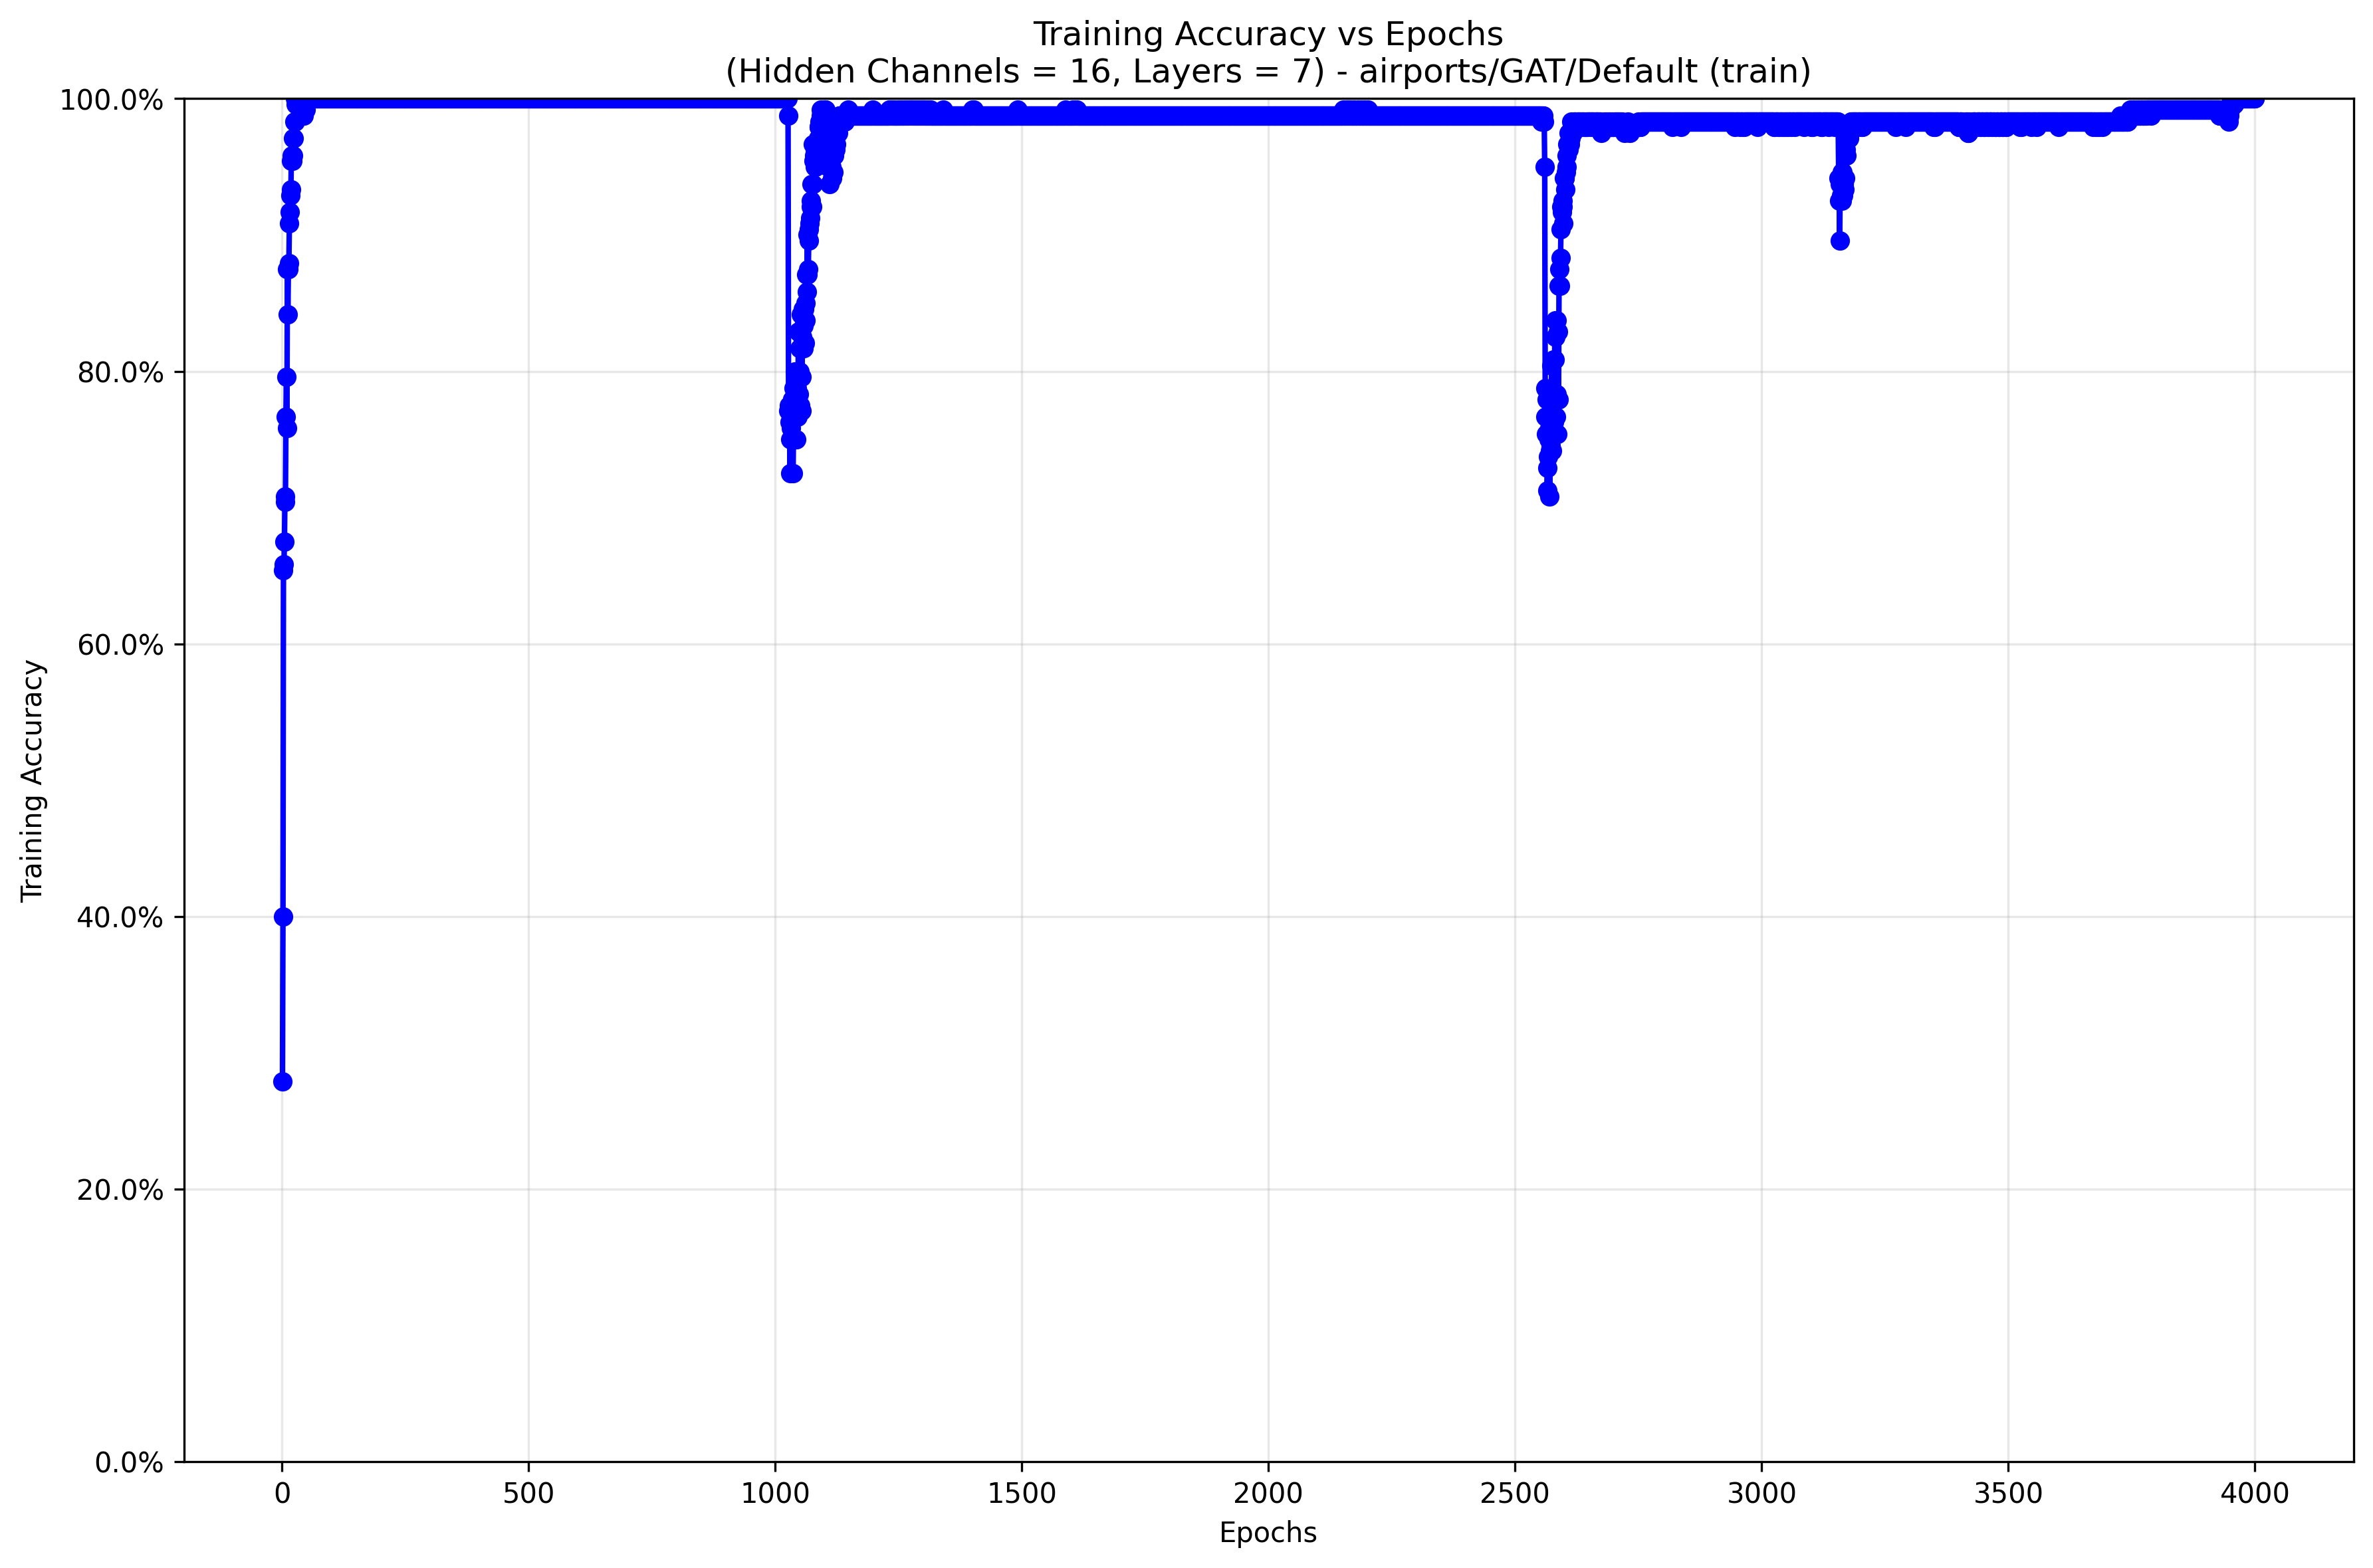 Training Accuracy vs Epochs
(Hidden Channels = 16, Layers = 7) - airports/GAT/Default (train)
Training Accuracy
100.0%
80.0%
60.0%
40.0%
20.0%
0.0%
0 500 1000 1500 2000 2500 3000 3500 4000
Epochs